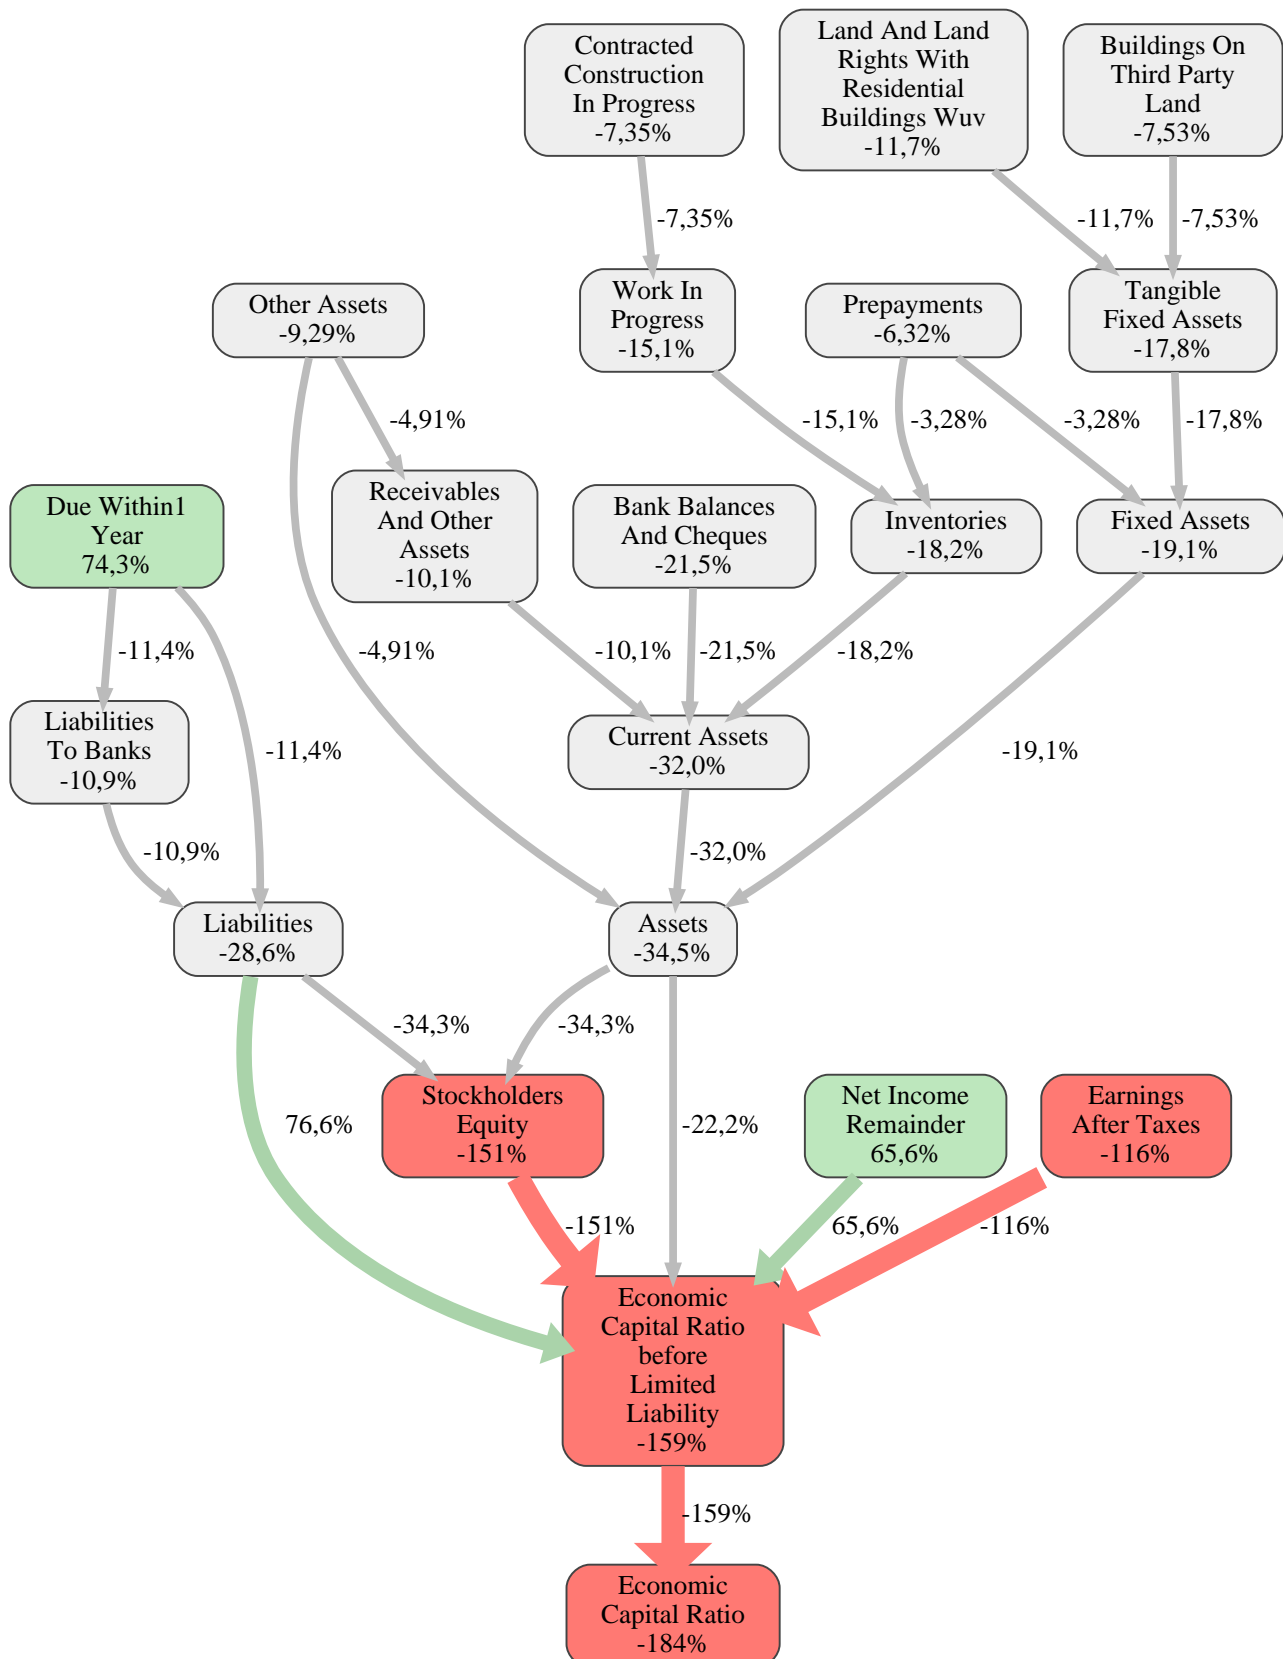 Contracted
Construction
In Progress
-7,35%
Land And Land
Rights With
Residential
Buildings Wuv
-11,7%
Buildings On
Third Party
Land
-7,53%
-7,35%
-11,7%
-7,53%
Other Assets
-9,29%
Work In
Progress
-15,1%
Prepayments
-6,32%
Tangible
Fixed Assets
-17,8%
-4,91%
-15,1%
-3,28%
-3,28%
-17,8%
Due Within1
Year
74,3%
Receivables
And Other
Assets
-10,1%
Bank Balances
And Cheques
-21,5%
Inventories
-18,2%
Fixed Assets
-19,1%
-11,4%
-4,91%
-10,1%
-21,5%
-18,2%
Liabilities
To Banks
-10,9%
-11,4%
Current Assets
-32,0%
-19,1%
-10,9%
-32,0%
Liabilities
-28,6%
Assets
-34,5%
-34,3%
-34,3%
76,6%
Stockholders
Equity
-151%
-22,2%
Net Income
Remainder
65,6%
Earnings
After Taxes
-116%
-151%
65,6%
-116%
Economic
Capital Ratio
before
Limited
Liability
-159%
-159%
Economic
Capital Ratio
-184%